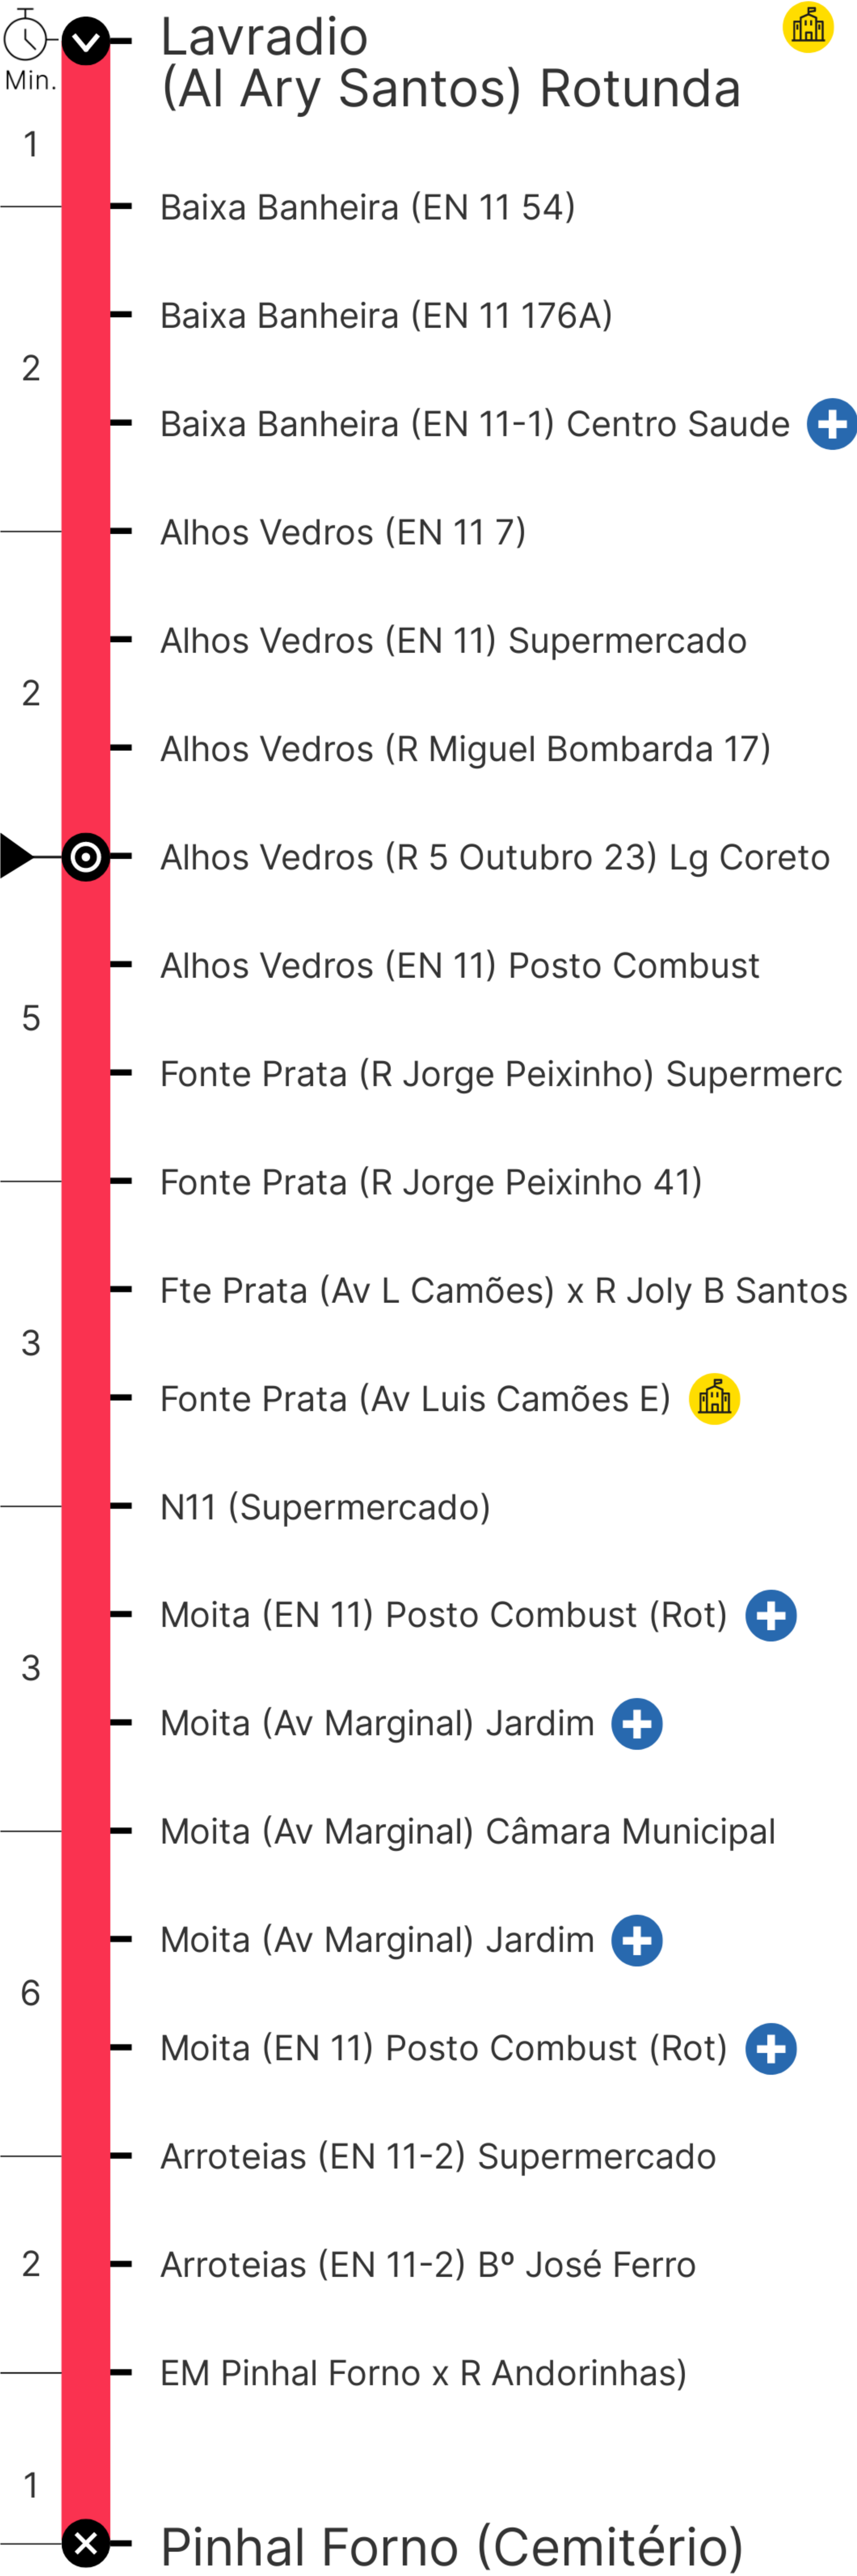 Lavradio
(Al Ary Santos) Rotunda
Min.
1
Baixa Banheira (EN 11 54)
Baixa Banheira (EN 11 176A)
2
Baixa Banheira (EN 11-1) Centro Saude
Alhos Vedros (EN 11 7)
Alhos Vedros (EN 11) Supermercado
2
Alhos Vedros (R Miguel Bombarda 17)
Alhos Vedros (R 5 Outubro 23) Lg Coreto
Alhos Vedros (EN 11) Posto Combust
5
Fonte Prata (R Jorge Peixinho) Supermerc
Fonte Prata (R Jorge Peixinho 41)
Fte Prata (Av L Camões) x R Joly B Santos
3
Fonte Prata (Av Luis Camões E)
N11 (Supermercado)
Moita (EN 11) Posto Combust (Rot)
3
Moita (Av Marginal) Jardim
Moita (Av Marginal) Câmara Municipal
Moita (Av Marginal) Jardim
6
Moita (EN 11) Posto Combust (Rot)
Arroteias (EN 11-2) Supermercado
2
Arroteias (EN 11-2) Bº José Ferro
EM Pinhal Forno x R Andorinhas)
1
Pinhal Forno (Cemitério)